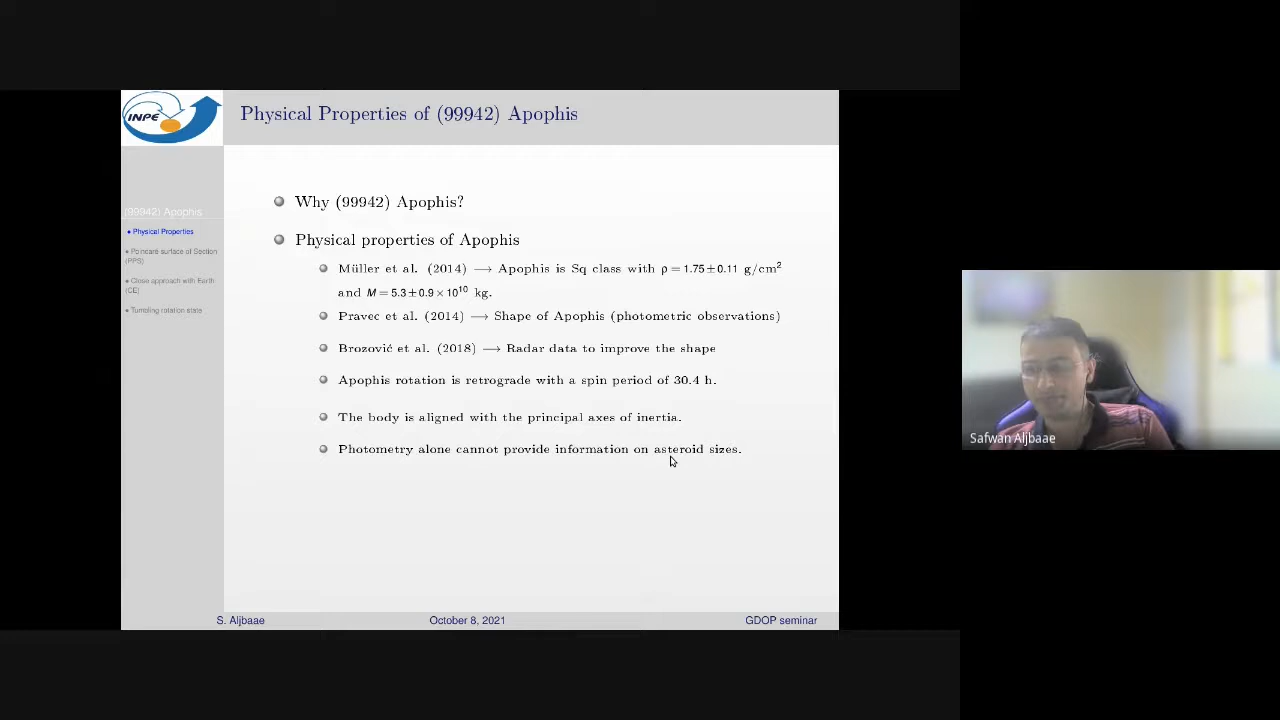 INPE
Physical Properties of (99942) Apophis
(99942) Apophis
• Physical Properties
• Poincaré surface of Section
(PPS)
• Close approach with Earth
(CE)
• Tumbling rotation state
Why (99942) Apophis?
Physical properties of Apophis
Müller et al. (2014) → Apophis is Sq class with ρ = 1.75 ± 0.11 g/cm²
and M = 5.3 ± 0.9 × 10¹⁰ kg.
Pravec et al. (2014) → Shape of Apophis (photometric observations)
Brozović et al. (2018) → Radar data to improve the shape
Apophis rotation is retrograde with a spin period of 30.4 h.
The body is aligned with the principal axes of inertia.
Photometry alone cannot provide information on asteroid sizes.
S. Aljbaae October 8, 2021 GDOP seminar
Safwan Aljbaae